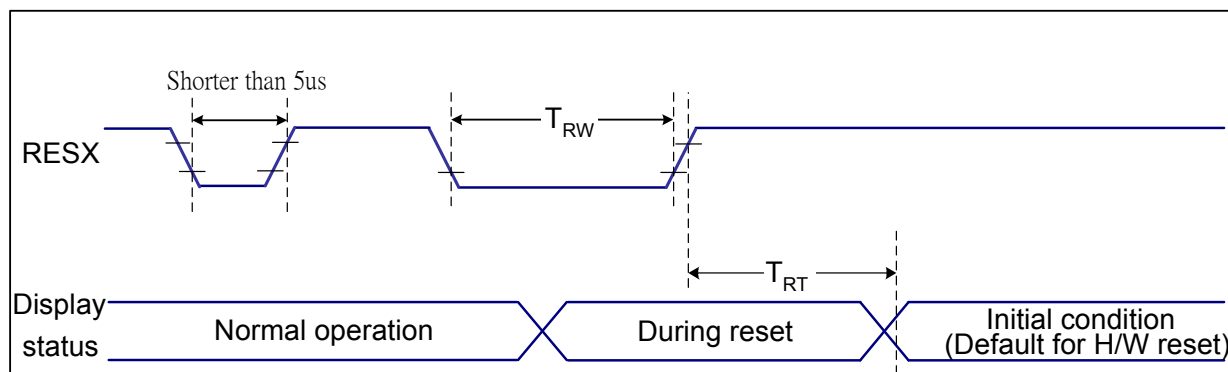 Shorter than 5us
RESX
TRW
TRT
Display
status
Normal operation
During reset
Initial condition
(Default for H/W reset)